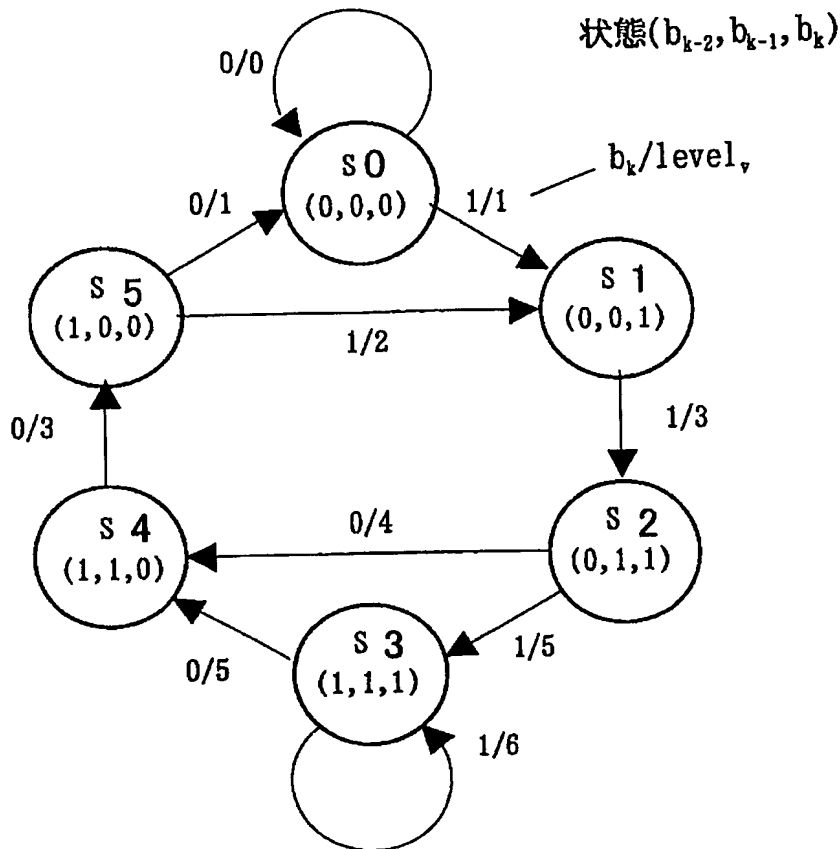 状態(b_{k-2},b_{k-1},b_k)
0/0
S0
(0,0,0)
b_k/level_v
0/1
1/1
S5
(1,0,0)
S1
(0,0,1)
1/2
0/3
1/3
S4
(1,1,0)
0/4
S2
(0,1,1)
0/5
S3
(1,1,1)
1/5
1/6